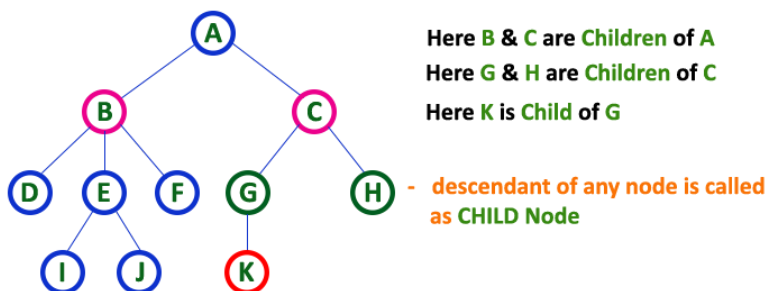 A
Here B & C are Children of A
Here G & H are Children of C
B
C
Here K is Child of G
D
E
F
G
H
- descendant of any node is called
as CHILD Node
I
J
K